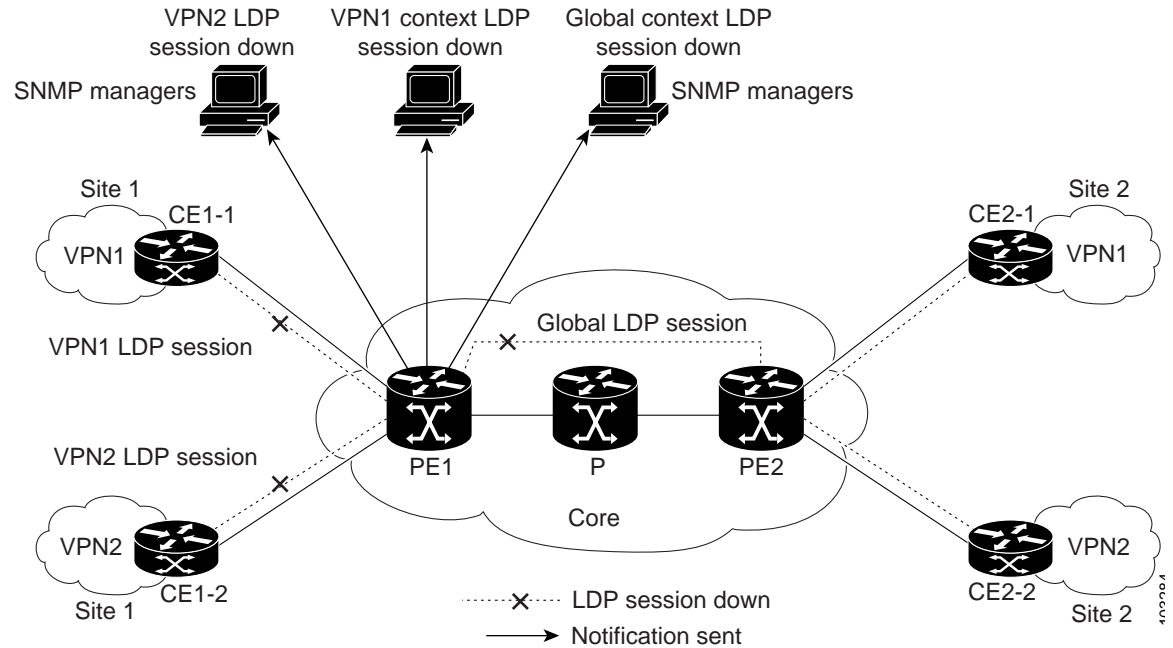 VPN2 LDP
session down
VPN1 context LDP
session down
Global context LDP
session down
SNMP managers
SNMP managers
Site 1
CE1-1
VPN1
Site 2
CE2-1
VPN1
VPN1 LDP session
Global LDP session
VPN2 LDP session
PE1
P
PE2
Core
VPN2
CE1-2
Site 1
VPN2
CE2-2
Site 2
LDP session down
Notification sent